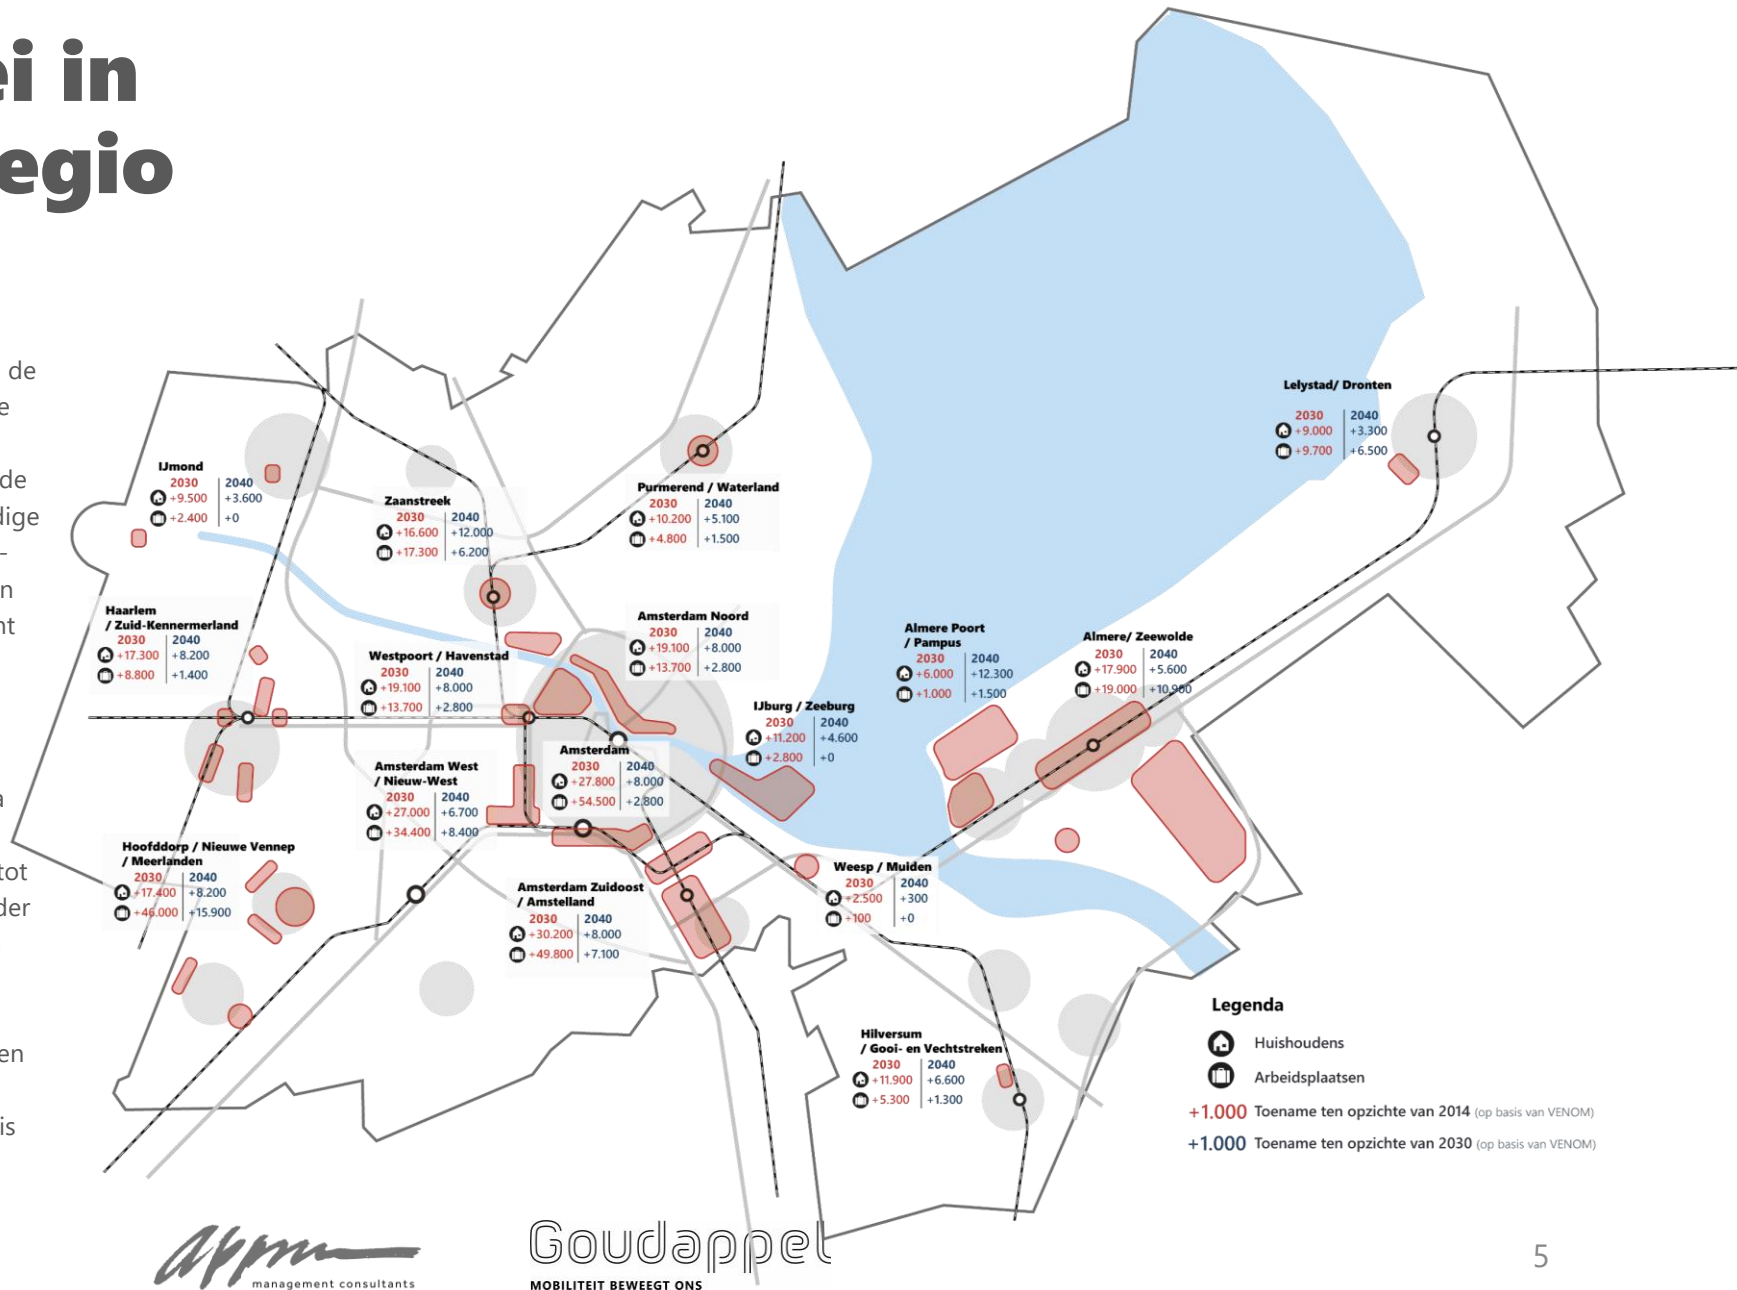 ei in
egio
de
e
de
dige
–
n
nt
a
tot
der
en
is
IJmond
2030 2040
+9.500 +3.600
+2.400 +0
Zaanstreek
2030 2040
+16.600 +12.000
+17.300 +6.200
Purmerend / Waterland
2030 2040
+10.200 +5.100
+4.800 +1.500
Lelystad/ Dronten
2030 2040
+9.000 +3.300
+9.700 +6.500
Haarlem
/ Zuid-Kennermerland
2030 2040
+17.300 +8.200
+8.800 +1.400
Westpoort / Havenstad
2030 2040
+19.100 +8.000
+13.700 +2.800
Amsterdam Noord
2030 2040
+19.100 +8.000
+13.700 +2.800
Almere Poort
/ Pampus
2030 2040
+6.000 +12.300
+1.000 +1.500
Almere/ Zeewolde
2030 2040
+17.900 +5.600
+19.000 +10.900
IJburg / Zeeburg
2030 2040
+11.200 +4.600
+2.800 +0
Amsterdam
2030 2040
+27.800 +8.000
+54.500 +2.800
Amsterdam West
/ Nieuw-West
2030 2040
+27.000 +6.700
+34.400 +8.400
Hoofddorp / Nieuwe Vennep
/ Meerlanden
2030 2040
+17.400 +8.200
+46.000 +15.900
Amsterdam Zuidoost
/ Amstelland
2030 2040
+30.200 +8.000
+49.800 +7.100
Weesp / Muiden
2030 2040
+2.500 +300
+100 +0
Hilversum
/ Gooi- en Vechtstreken
2030 2040
+11.900 +6.600
+5.300 +1.300
Legenda
Huishoudens
Arbeidsplaatsen
+1.000 Toename ten opzichte van 2014 (op basis van VENOM)
+1.000 Toename ten opzichte van 2030 (op basis van VENOM)
appm
management consultants
Goudappel
MOBILITEIT BEWEEGT ONS
5